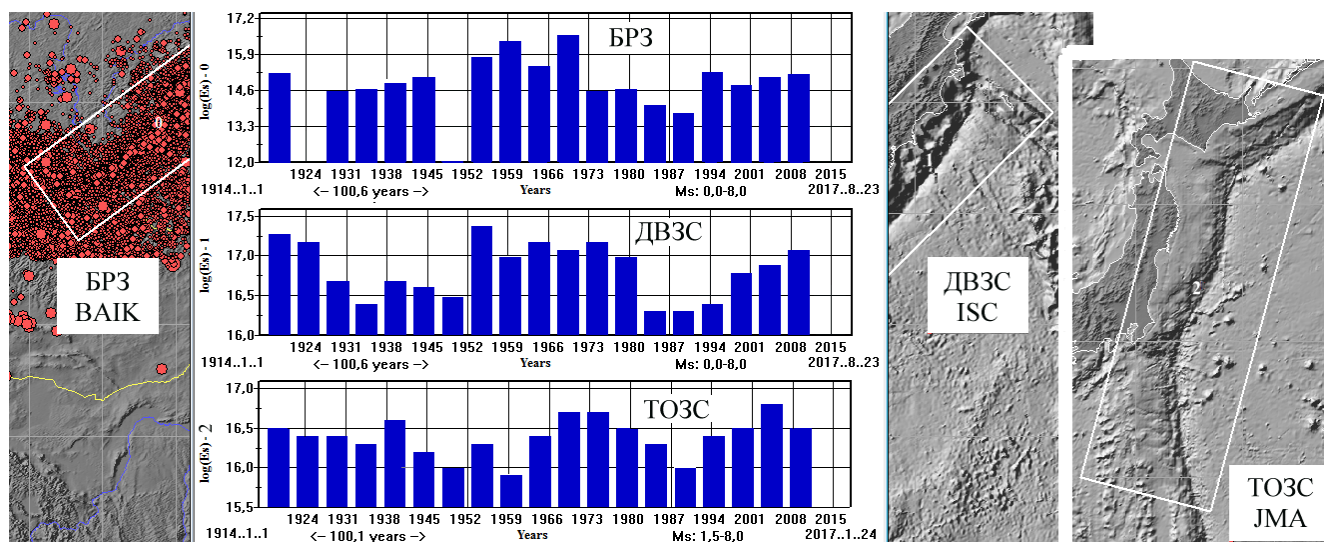 0
БРЗ
BAIK
17,2
15,9
14,6
13,3
12,0
log(Es) - 0
БРЗ
1924 1931 1938 1945 1952 1959 1966 1973 1980 1987 1994 2001 2008 2015
1914..1..1 <– 100,6 years –> Years Ms: 0,0-8,0 2017..8..23
17,5
17,0
16,5
16,0
log(Es) - 1
ДВЗС
1924 1931 1938 1945 1952 1959 1966 1973 1980 1987 1994 2001 2008 2015
1914..1..1 <– 100,6 years –> Years Ms: 0,0-8,0 2017..8..23
17,0
16,5
16,0
15,5
log(Es) - 2
ТОЗС
1924 1931 1938 1945 1952 1959 1966 1973 1980 1987 1994 2001 2008 2015
1914..1..1 <– 100,1 years –> Years Ms: 1,5-8,0 2017..1..24
ДВЗС
ISC
2
ТОЗС
JMA